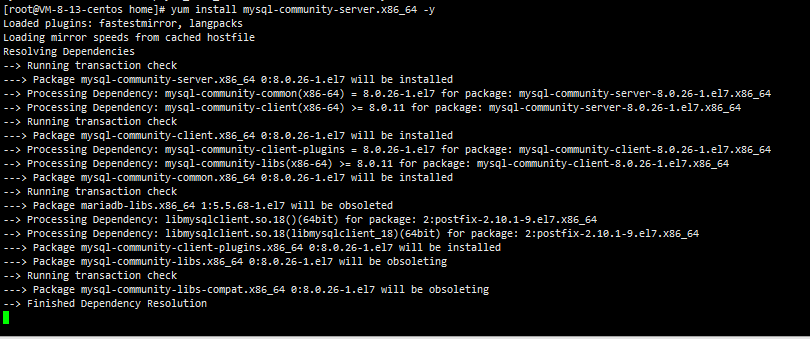 [root@VM-8-13-centos home]# yum install mysql-community-server.x86_64 -y
Loaded plugins: fastestmirror, langpacks
Loading mirror speeds from cached hostfile
Resolving Dependencies
--> Running transaction check
---> Package mysql-community-server.x86_64 0:8.0.26-1.el7 will be installed
--> Processing Dependency: mysql-community-common(x86-64) = 8.0.26-1.el7 for package: mysql-community-server-8.0.26-1.el7.x86_64
--> Processing Dependency: mysql-community-client(x86-64) >= 8.0.11 for package: mysql-community-server-8.0.26-1.el7.x86_64
--> Running transaction check
---> Package mysql-community-client.x86_64 0:8.0.26-1.el7 will be installed
--> Processing Dependency: mysql-community-client-plugins = 8.0.26-1.el7 for package: mysql-community-client-8.0.26-1.el7.x86_64
--> Processing Dependency: mysql-community-libs(x86-64) >= 8.0.11 for package: mysql-community-client-8.0.26-1.el7.x86_64
---> Package mysql-community-common.x86_64 0:8.0.26-1.el7 will be installed
--> Running transaction check
---> Package mariadb-libs.x86_64 1:5.5.68-1.el7 will be obsoleted
--> Processing Dependency: libmysqlclient.so.18()(64bit) for package: 2:postfix-2.10.1-9.el7.x86_64
--> Processing Dependency: libmysqlclient.so.18(libmysqlclient_18)(64bit) for package: 2:postfix-2.10.1-9.el7.x86_64
---> Package mysql-community-client-plugins.x86_64 0:8.0.26-1.el7 will be installed
---> Package mysql-community-libs.x86_64 0:8.0.26-1.el7 will be obsoleting
--> Running transaction check
---> Package mysql-community-libs-compat.x86_64 0:8.0.26-1.el7 will be obsoleting
--> Finished Dependency Resolution